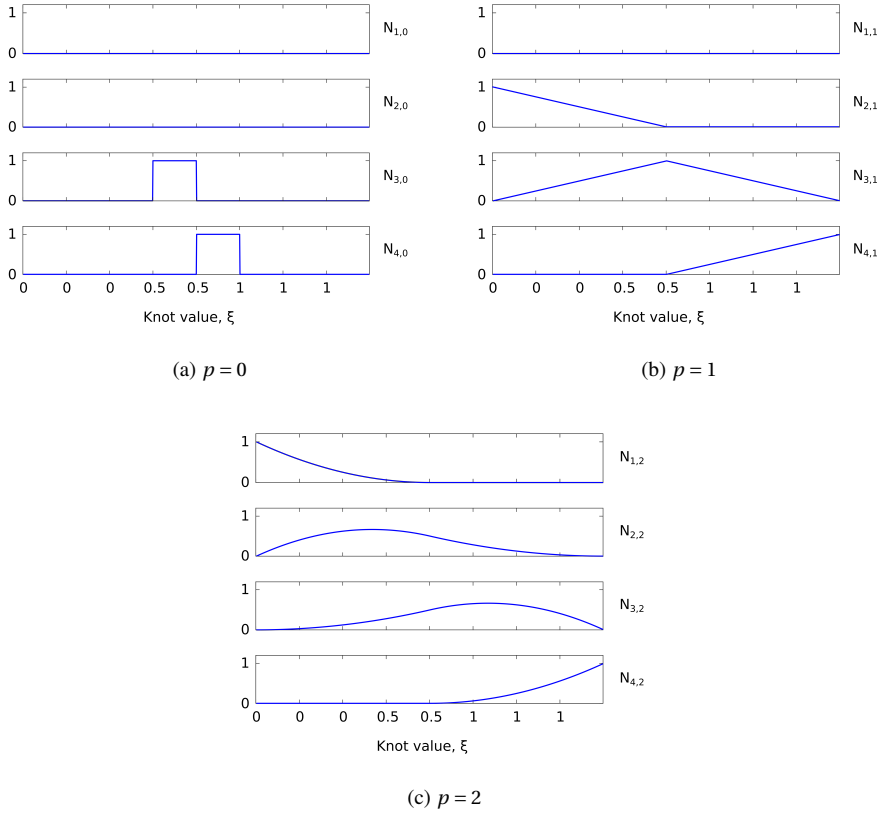 1
0
N1,0
1
0
N2,0
1
0
N3,0
1
0
N4,0
0 0 0 0.5 0.5 1 1 1
Knot value, ξ
(a) p = 0
1
0
N1,1
1
0
N2,1
1
0
N3,1
1
0
N4,1
0 0 0 0.5 0.5 1 1 1
Knot value, ξ
(b) p = 1
1
0
N1,2
1
0
N2,2
1
0
N3,2
1
0
N4,2
0 0 0 0.5 0.5 1 1 1
Knot value, ξ
(c) p = 2